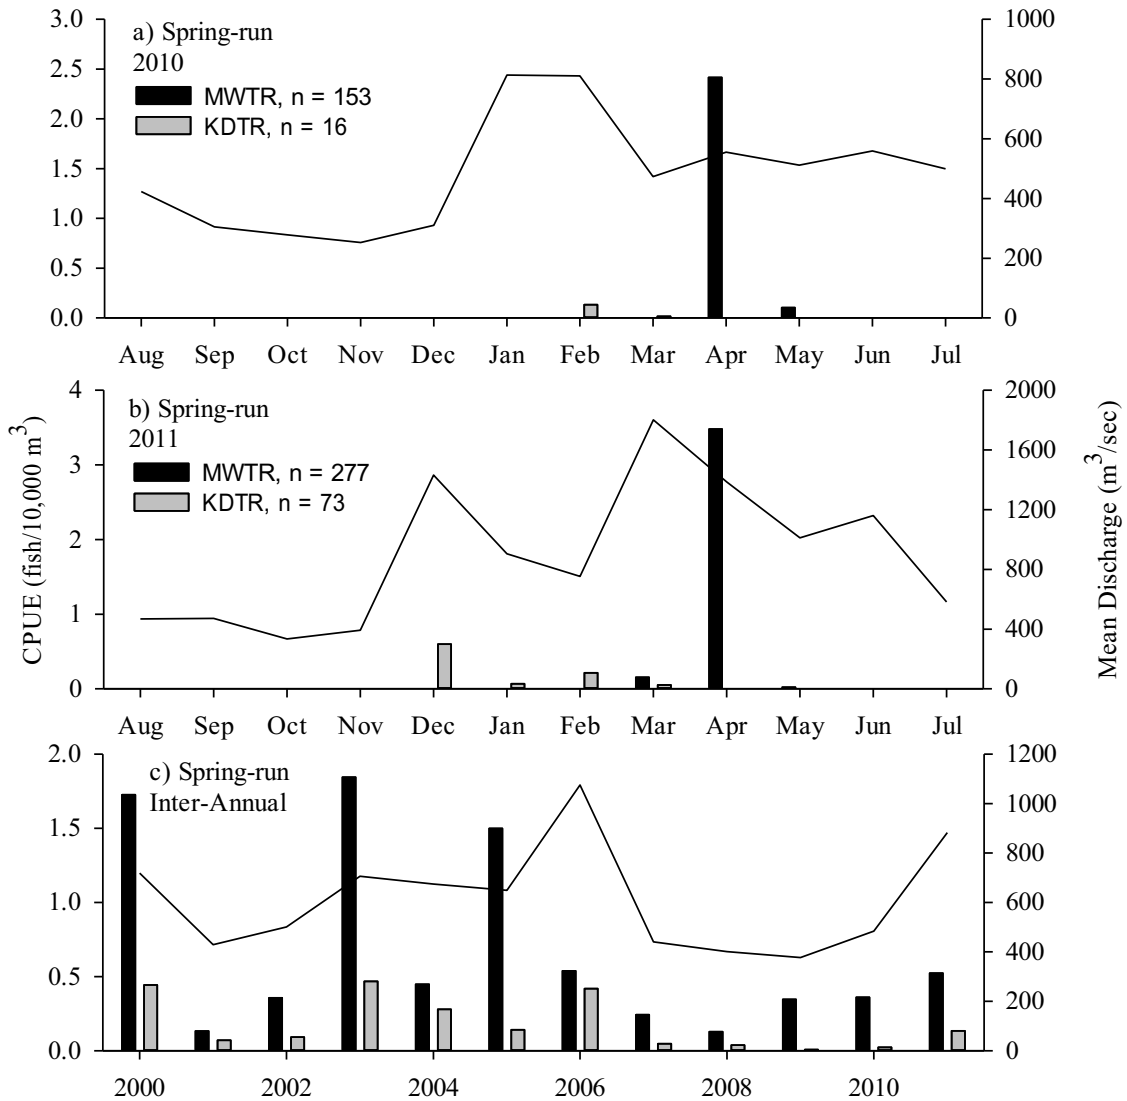 a) Spring-run
2010
MWTR, n = 153
KDTR, n = 16
3.0
2.5
2.0
1.5
1.0
0.5
0.0
1000
800
600
400
200
0
Aug Sep Oct Nov Dec Jan Feb Mar Apr May Jun Jul
CPUE (fish/10,000 m³)
Mean Discharge (m³/sec)
b) Spring-run
2011
MWTR, n = 277
KDTR, n = 73
4
3
2
1
0
2000
1600
1200
800
400
0
Aug Sep Oct Nov Dec Jan Feb Mar Apr May Jun Jul
c) Spring-run
Inter-Annual
2.0
1.5
1.0
0.5
0.0
1200
1000
800
600
400
200
0
2000 2002 2004 2006 2008 2010